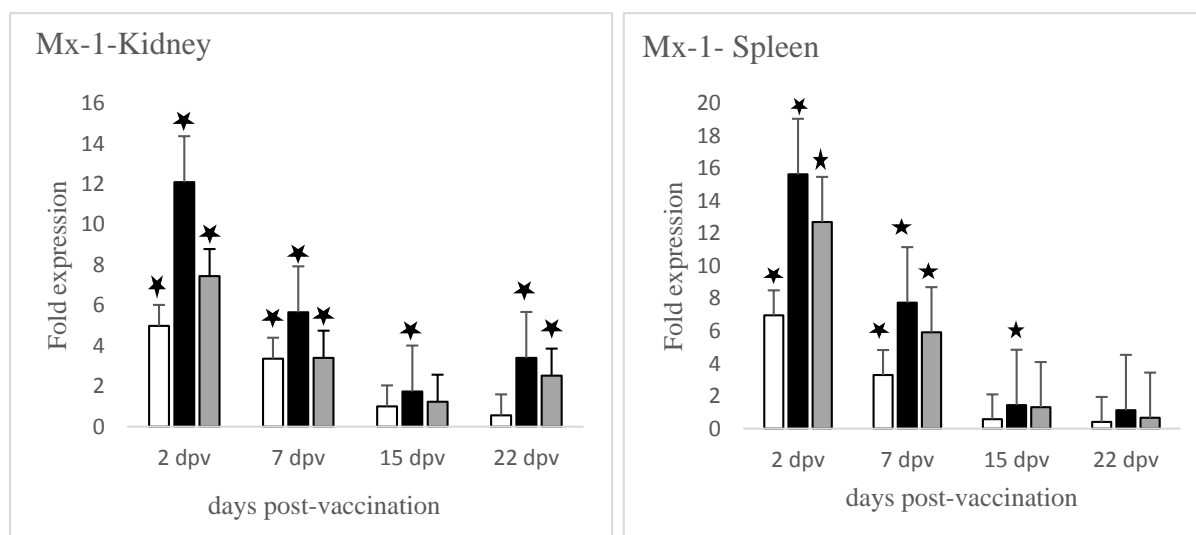 Mx-1-Kidney
16
14
12
10
8
6
4
2
0
Fold expression
2 dpv
7 dpv
15 dpv
22 dpv
days post-vaccination
Mx-1- Spleen
20
18
16
14
12
10
8
6
4
2
0
Fold expression
2 dpv
7 dpv
15 dpv
22 dpv
days post-vaccination